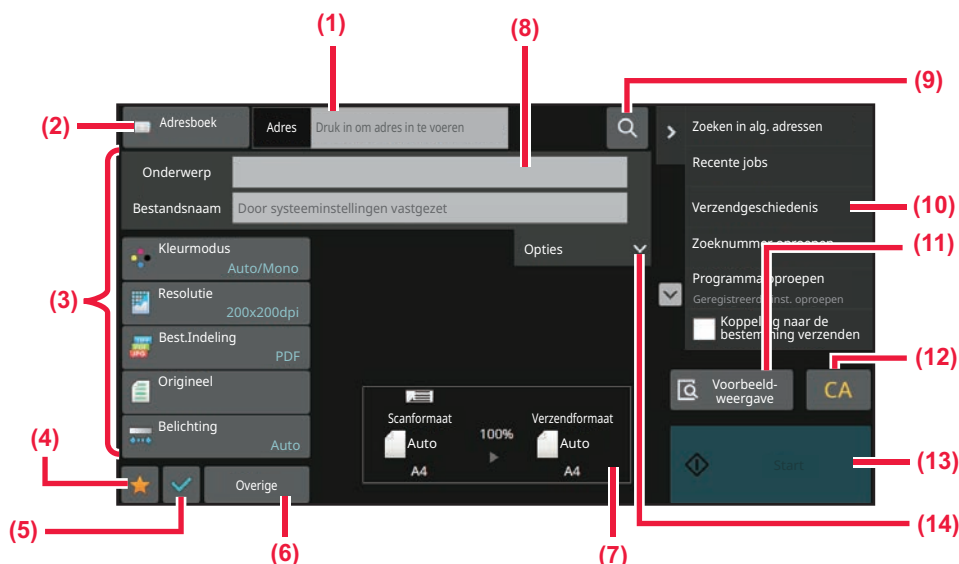 (1)
(8)
(9)
(2)
Adresboek
Adres
Druk in om adres in te voeren
Zoeken in alg. adressen
Recente jobs
Onderwerp
Bestandsnaam
Door systeeminstellingen vastgezet
Verzendgeschiedenis
(10)
(11)
Opties
Zoeknummer oproepen
Kleurmodus
Auto/Mono
Programma oproepen
Geregistreerde inst. oproepen
(3)
Resolutie
200x200dpi
Koppeling naar de
bestemming verzenden
Best.Indeling
PDF
(12)
Origineel
Voorbeeld-
weergave
CA
Scanformaat
Verzendformaat
Belichting
Auto
100%
Auto
Auto
A4
A4
(4)
Start
(13)
Overige
(5)
(6)
(7)
(14)